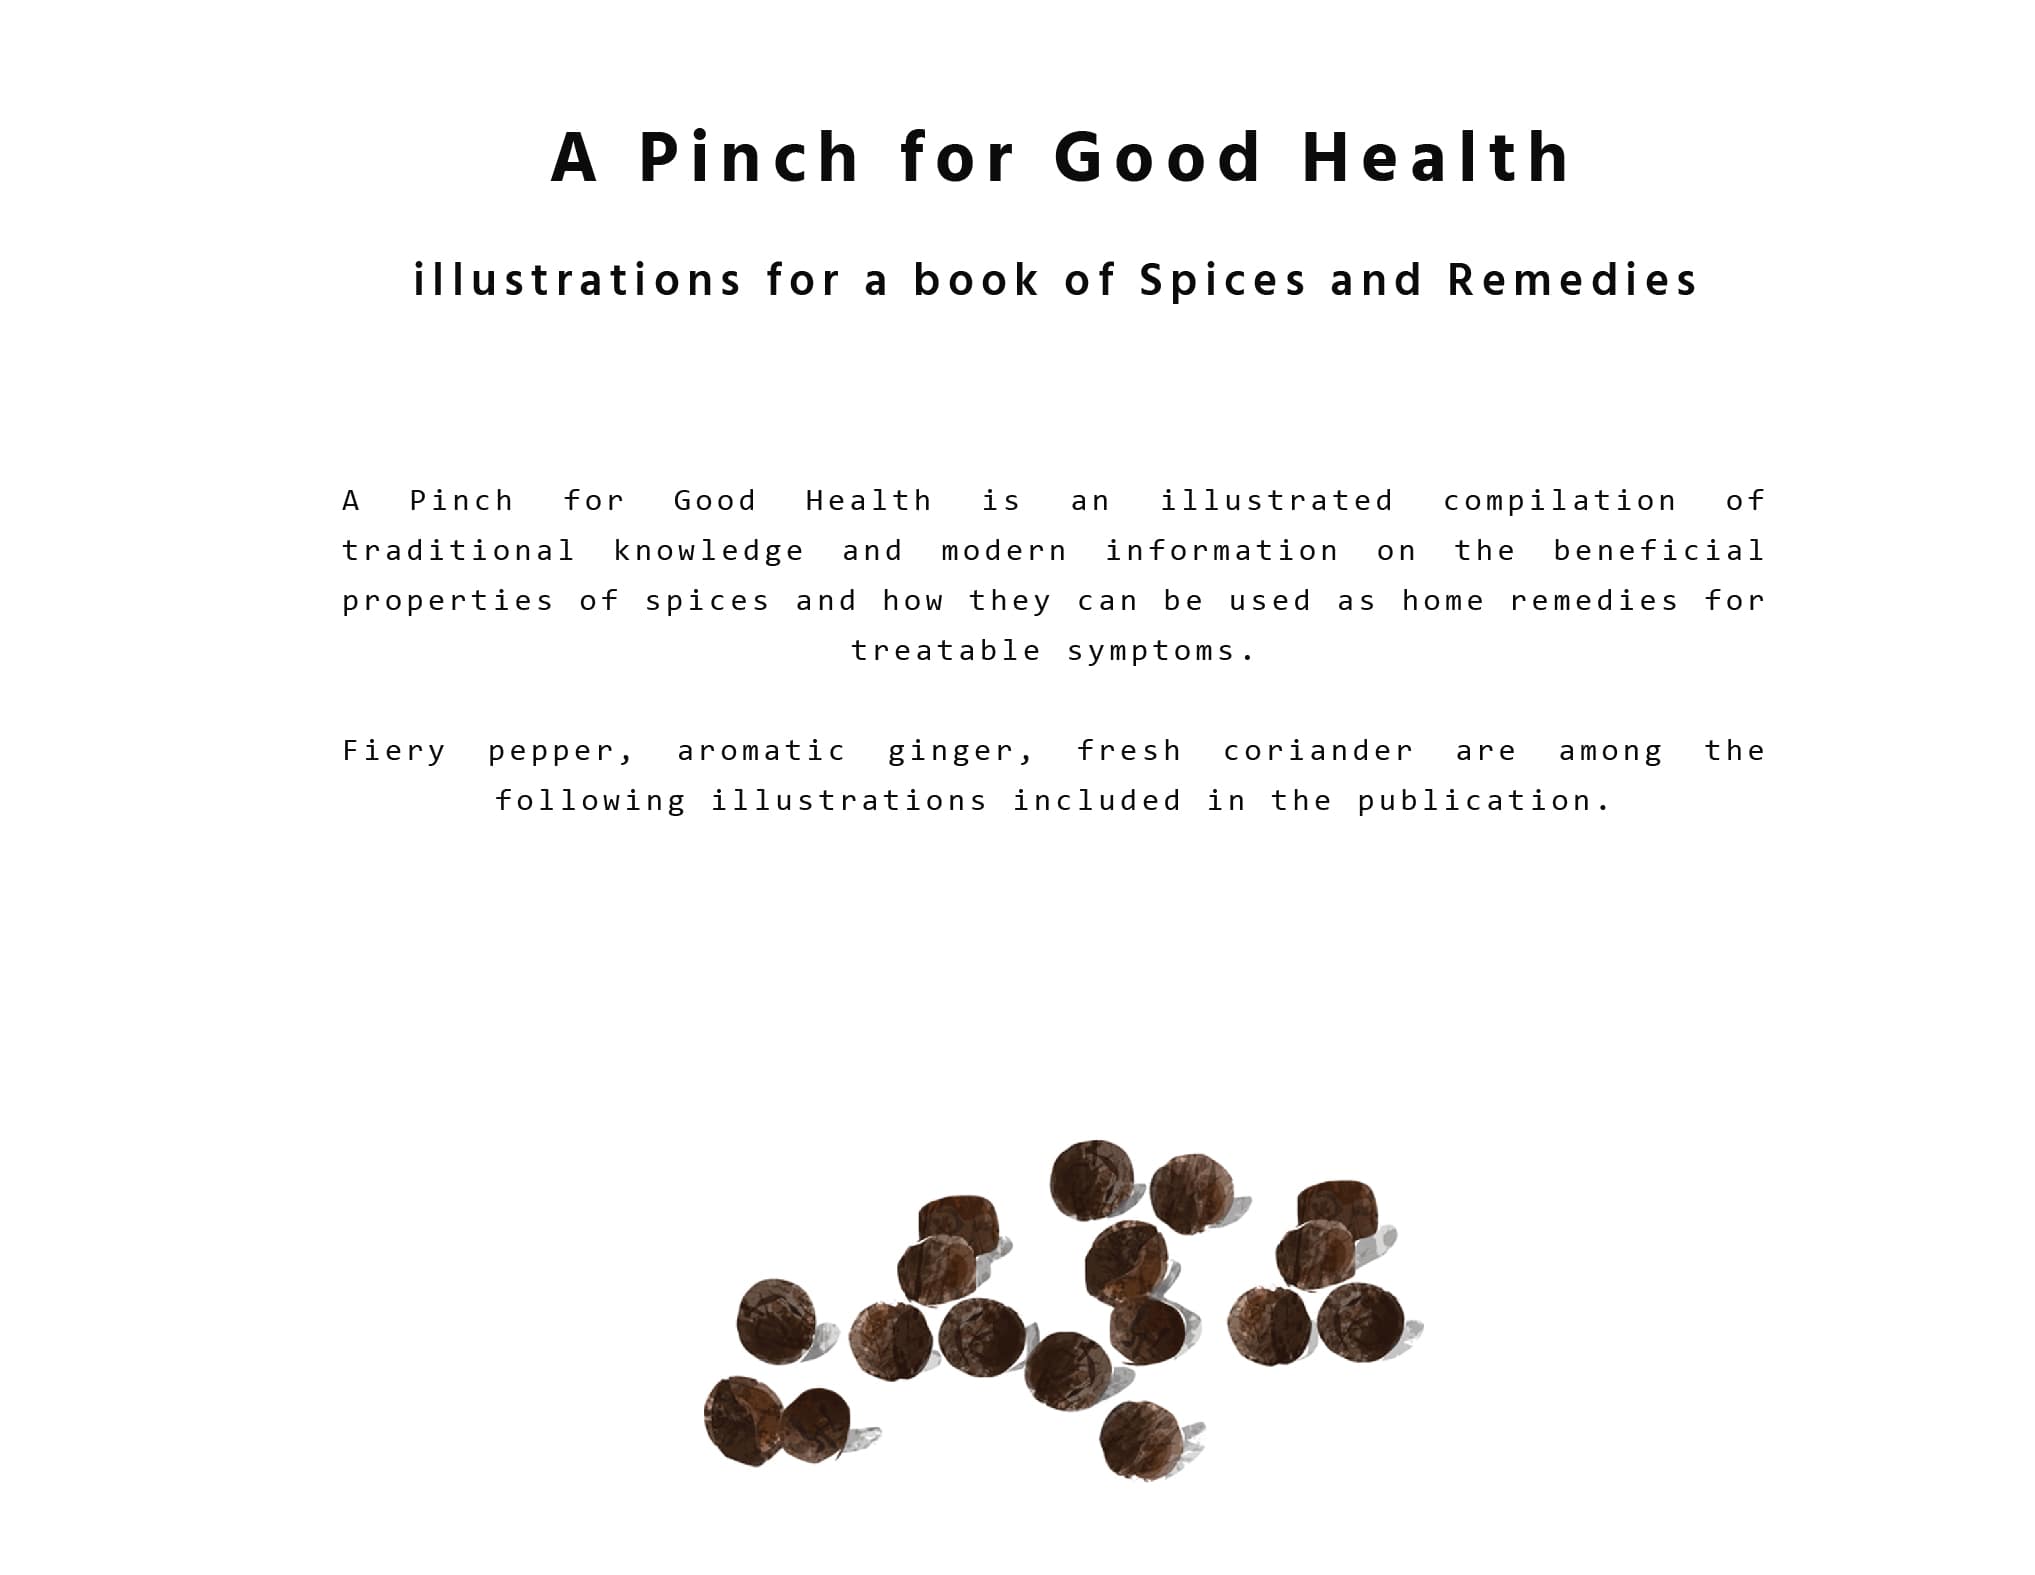 A Pinch for Good Health
illustrations for a book of Spices and Remedies
A Pinch for Good Health is an illustrated compilation of
traditional knowledge and modern information on the beneficial
properties of spices and how they can be used as home remedies for
treatable symptoms.
Fiery pepper, aromatic ginger, fresh coriander are among the
following illustrations included in the publication.